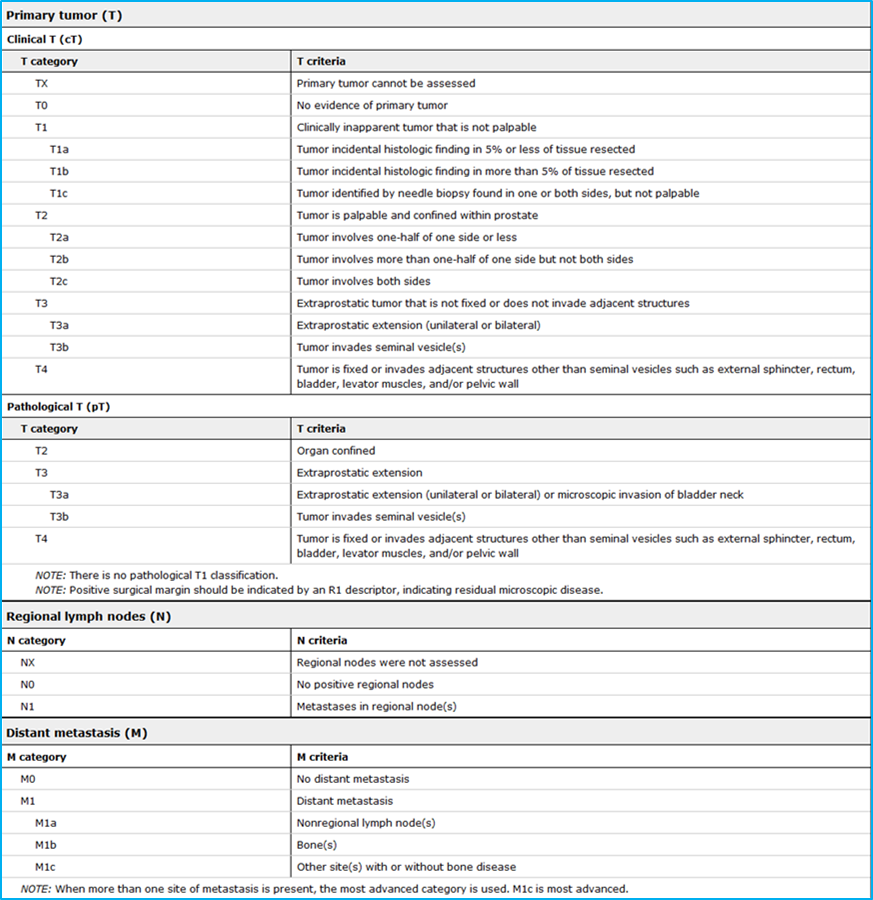 Primary tumor (T)
Clinical T (cT)
T category T criteria
TX Primary tumor cannot be assessed
T0 No evidence of primary tumor
T1 Clinically inapparent tumor that is not palpable
T1a Tumor incidental histologic finding in 5% or less of tissue resected
T1b Tumor incidental histologic finding in more than 5% of tissue resected
T1c Tumor identified by needle biopsy found in one or both sides, but not palpable
T2 Tumor is palpable and confined within prostate
T2a Tumor involves one-half of one side or less
T2b Tumor involves more than one-half of one side but not both sides
T2c Tumor involves both sides
T3 Extraprostatic tumor that is not fixed or does not invade adjacent structures
T3a Extraprostatic extension (unilateral or bilateral)
T3b Tumor invades seminal vesicle(s)
T4 Tumor is fixed or invades adjacent structures other than seminal vesicles such as external sphincter, rectum,
bladder, levator muscles, and/or pelvic wall
Pathological T (pT)
T category T criteria
T2 Organ confined
T3 Extraprostatic extension
T3a Extraprostatic extension (unilateral or bilateral) or microscopic invasion of bladder neck
T3b Tumor invades seminal vesicle(s)
T4 Tumor is fixed or invades adjacent structures other than seminal vesicles such as external sphincter, rectum,
bladder, levator muscles, and/or pelvic wall
NOTE: There is no pathological T1 classification.
NOTE: Positive surgical margin should be indicated by an R1 descriptor, indicating residual microscopic disease.
Regional lymph nodes (N)
N category N criteria
NX Regional nodes were not assessed
N0 No positive regional nodes
N1 Metastases in regional node(s)
Distant metastasis (M)
M category M criteria
M0 No distant metastasis
M1 Distant metastasis
M1a Nonregional lymph node(s)
M1b Bone(s)
M1c Other site(s) with or without bone disease
NOTE: When more than one site of metastasis is present, the most advanced category is used. M1c is most advanced.